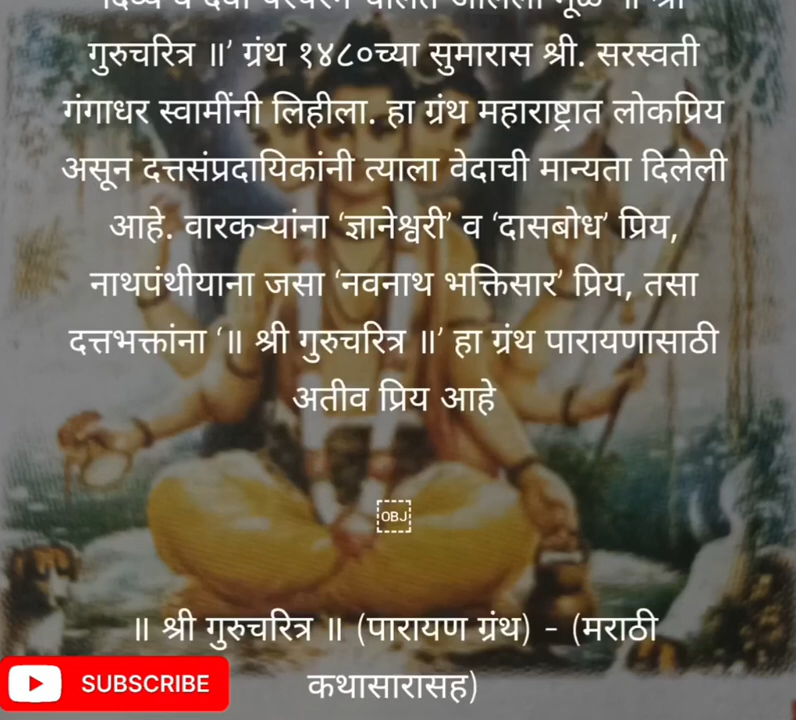 गुरुचरित्र ॥’ ग्रंथ १४८०च्या सुमारास श्री. सरस्वती
गंगाधर स्वामींनी लिहीला. हा ग्रंथ महाराष्ट्रात लोकप्रिय
असून दत्तसंप्रदायिकांनी त्याला वेदाची मान्यता दिलेली
आहे. वारकऱ्यांना ‘ज्ञानेश्वरी’ व ‘दासबोध’ प्रिय,
नाथपंथीयाना जसा ‘नवनाथ भक्तिसार’ प्रिय, तसा
दत्तभक्तांना ‘॥ श्री गुरुचरित्र ॥’ हा ग्रंथ पारायणासाठी
अतीव प्रिय आहे
OBJ
॥ श्री गुरुचरित्र ॥ (पारायण ग्रंथ) - (मराठी
कथासारासह)
SUBSCRIBE